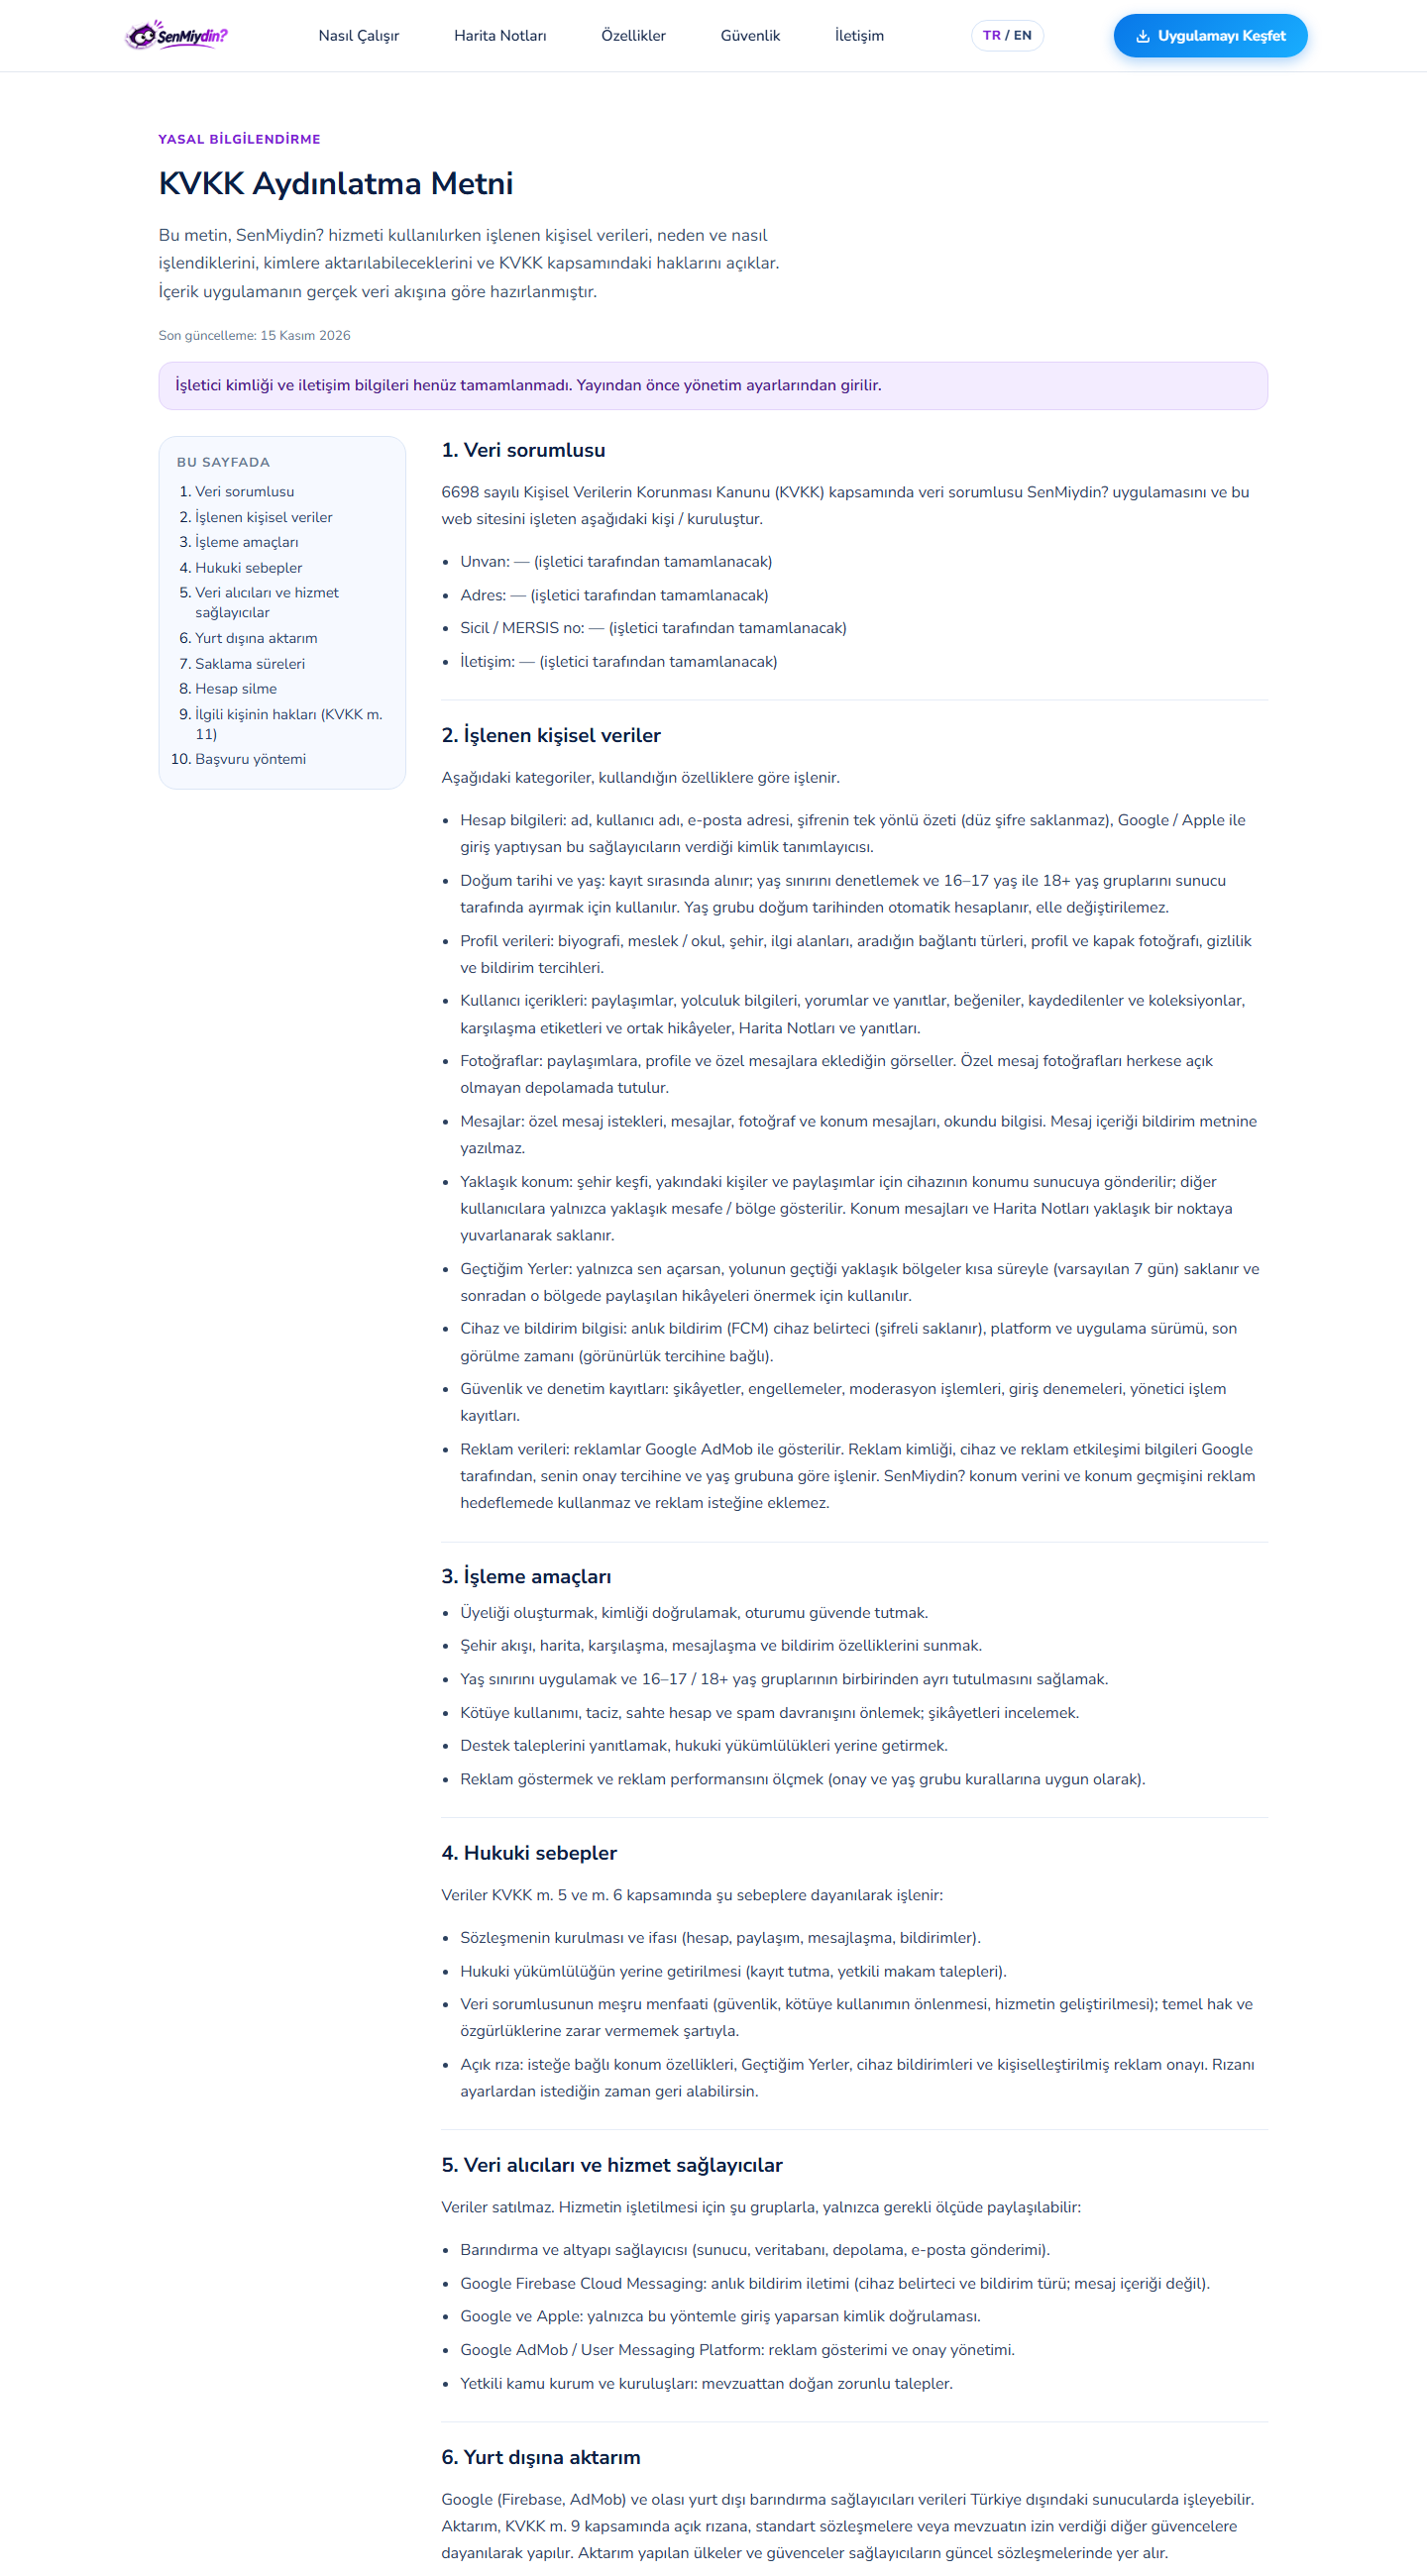 SenMiydin?
Nasıl Çalışır
Harita Notları
Özellikler
Güvenlik
İletişim
TR / EN
Uygulamayı Keşfet
YASAL BİLGİLENDİRME
KVKK Aydınlatma Metni
Bu metin, SenMiydin? hizmeti kullanılırken işlenen kişisel verileri, neden ve nasıl
işlendiklerini, kimlere aktarılabileceklerini ve KVKK kapsamındaki haklarını açıklar.
İçerik uygulamanın gerçek veri akışına göre hazırlanmıştır.
Son güncelleme: 15 Kasım 2026
İşletici kimliği ve iletişim bilgileri henüz tamamlanmadı. Yayından önce yönetim ayarlarından girilir.
BU SAYFADA
1. Veri sorumlusu
2. İşlenen kişisel veriler
3. İşleme amaçları
4. Hukuki sebepler
5. Veri alıcıları ve hizmet
sağlayıcılar
6. Yurt dışına aktarım
7. Saklama süreleri
8. Hesap silme
9. İlgili kişinin hakları (KVKK m.
11)
10. Başvuru yöntemi
1. Veri sorumlusu
6698 sayılı Kişisel Verilerin Korunması Kanunu (KVKK) kapsamında veri sorumlusu SenMiydin? uygulamasını ve bu
web sitesini işleten aşağıdaki kişi / kuruluştur.
• Unvan: — (işletici tarafından tamamlanacak)
• Adres: — (işletici tarafından tamamlanacak)
• Sicil / MERSIS no: — (işletici tarafından tamamlanacak)
• İletişim: — (işletici tarafından tamamlanacak)
2. İşlenen kişisel veriler
Aşağıdaki kategoriler, kullandığın özelliklere göre işlenir.
• Hesap bilgileri: ad, kullanıcı adı, e-posta adresi, şifrenin tek yönlü özeti (düz şifre saklanmaz), Google / Apple ile
giriş yaptıysan bu sağlayıcıların verdiği kimlik tanımlayıcısı.
• Doğum tarihi ve yaş: kayıt sırasında alınır; yaş sınırını denetlemek ve 16–17 yaş ile 18+ yaş gruplarını sunucu
tarafında ayırmak için kullanılır. Yaş grubu doğum tarihinden otomatik hesaplanır, elle değiştirilemez.
• Profil verileri: biyografi, meslek / okul, şehir, ilgi alanları, aradığın bağlantı türleri, profil ve kapak fotoğrafı, gizlilik
ve bildirim tercihleri.
• Kullanıcı içerikleri: paylaşımlar, yolculuk bilgileri, yorumlar ve yanıtlar, beğeniler, kaydedilenler ve koleksiyonlar,
karşılaşma etiketleri ve ortak hikâyeler, Harita Notları ve yanıtları.
• Fotoğraflar: paylaşımlara, profile ve özel mesajlara eklediğin görseller. Özel mesaj fotoğrafları herkese açık
olmayan depolamada tutulur.
• Mesajlar: özel mesaj istekleri, mesajlar, fotoğraf ve konum mesajları, okundu bilgisi. Mesaj içeriği bildirim metnine
yazılmaz.
• Yaklaşık konum: şehir keşfi, yakındaki kişiler ve paylaşımlar için cihazının konumu sunucuya gönderilir; diğer
kullanıcılara yalnızca yaklaşık mesafe / bölge gösterilir. Konum mesajları ve Harita Notları yaklaşık bir noktaya
yuvarlanarak saklanır.
• Geçtiğim Yerler: yalnızca sen açarsan, yolunun geçtiği yaklaşık bölgeler kısa süreyle (varsayılan 7 gün) saklanır ve
sonradan o bölgede paylaşılan hikâyeleri önermek için kullanılır.
• Cihaz ve bildirim bilgisi: anlık bildirim (FCM) cihaz belirteci (şifreli saklanır), platform ve uygulama sürümü, son
görülme zamanı (görünürlük tercihine bağlı).
• Güvenlik ve denetim kayıtları: şikâyetler, engellemeler, moderasyon işlemleri, giriş denemeleri, yönetici işlem
kayıtları.
• Reklam verileri: reklamlar Google AdMob ile gösterilir. Reklam kimliği, cihaz ve reklam etkileşimi bilgileri Google
tarafından, senin onay tercihine ve yaş grubuna göre işlenir. SenMiydin? konum verini ve konum geçmişini reklam
hedeflemede kullanmaz ve reklam isteğine eklemez.
3. İşleme amaçları
• Üyeliği oluşturmak, kimliği doğrulamak, oturumu güvende tutmak.
• Şehir akışı, harita, karşılaşma, mesajlaşma ve bildirim özelliklerini sunmak.
• Yaş sınırını uygulamak ve 16–17 / 18+ yaş gruplarının birbirinden ayrı tutulmasını sağlamak.
• Kötüye kullanımı, taciz, sahte hesap ve spam davranışını önlemek; şikâyetleri incelemek.
• Destek taleplerini yanıtlamak, hukuki yükümlülükleri yerine getirmek.
• Reklam göstermek ve reklam performansını ölçmek (onay ve yaş grubu kurallarına uygun olarak).
4. Hukuki sebepler
Veriler KVKK m. 5 ve m. 6 kapsamında şu sebeplere dayanılarak işlenir:
• Sözleşmenin kurulması ve ifası (hesap, paylaşım, mesajlaşma, bildirimler).
• Hukuki yükümlülüğün yerine getirilmesi (kayıt tutma, yetkili makam talepleri).
• Veri sorumlusunun meşru menfaati (güvenlik, kötüye kullanımın önlenmesi, hizmetin geliştirilmesi); temel hak ve
özgürlüklerine zarar vermemek şartıyla.
• Açık rıza: isteğe bağlı konum özellikleri, Geçtiğim Yerler, cihaz bildirimleri ve kişiselleştirilmiş reklam onayı. Rızanı
ayarlardan istediğin zaman geri alabilirsin.
5. Veri alıcıları ve hizmet sağlayıcılar
Veriler satılmaz. Hizmetin işletilmesi için şu gruplarla, yalnızca gerekli ölçüde paylaşılabilir:
• Barındırma ve altyapı sağlayıcısı (sunucu, veritabanı, depolama, e-posta gönderimi).
• Google Firebase Cloud Messaging: anlık bildirim iletimi (cihaz belirteci ve bildirim türü; mesaj içeriği değil).
• Google ve Apple: yalnızca bu yöntemle giriş yaparsan kimlik doğrulaması.
• Google AdMob / User Messaging Platform: reklam gösterimi ve onay yönetimi.
• Yetkili kamu kurum ve kuruluşları: mevzuattan doğan zorunlu talepler.
6. Yurt dışına aktarım
Google (Firebase, AdMob) ve olası yurt dışı barındırma sağlayıcıları verileri Türkiye dışındaki sunucularda işleyebilir.
Aktarım, KVKK m. 9 kapsamında açık rızana, standart sözleşmelere veya mevzuatın izin verdiği diğer güvencelere
dayanılarak yapılır. Aktarım yapılan ülkeler ve güvenceler sağlayıcıların güncel sözleşmelerinde yer alır.